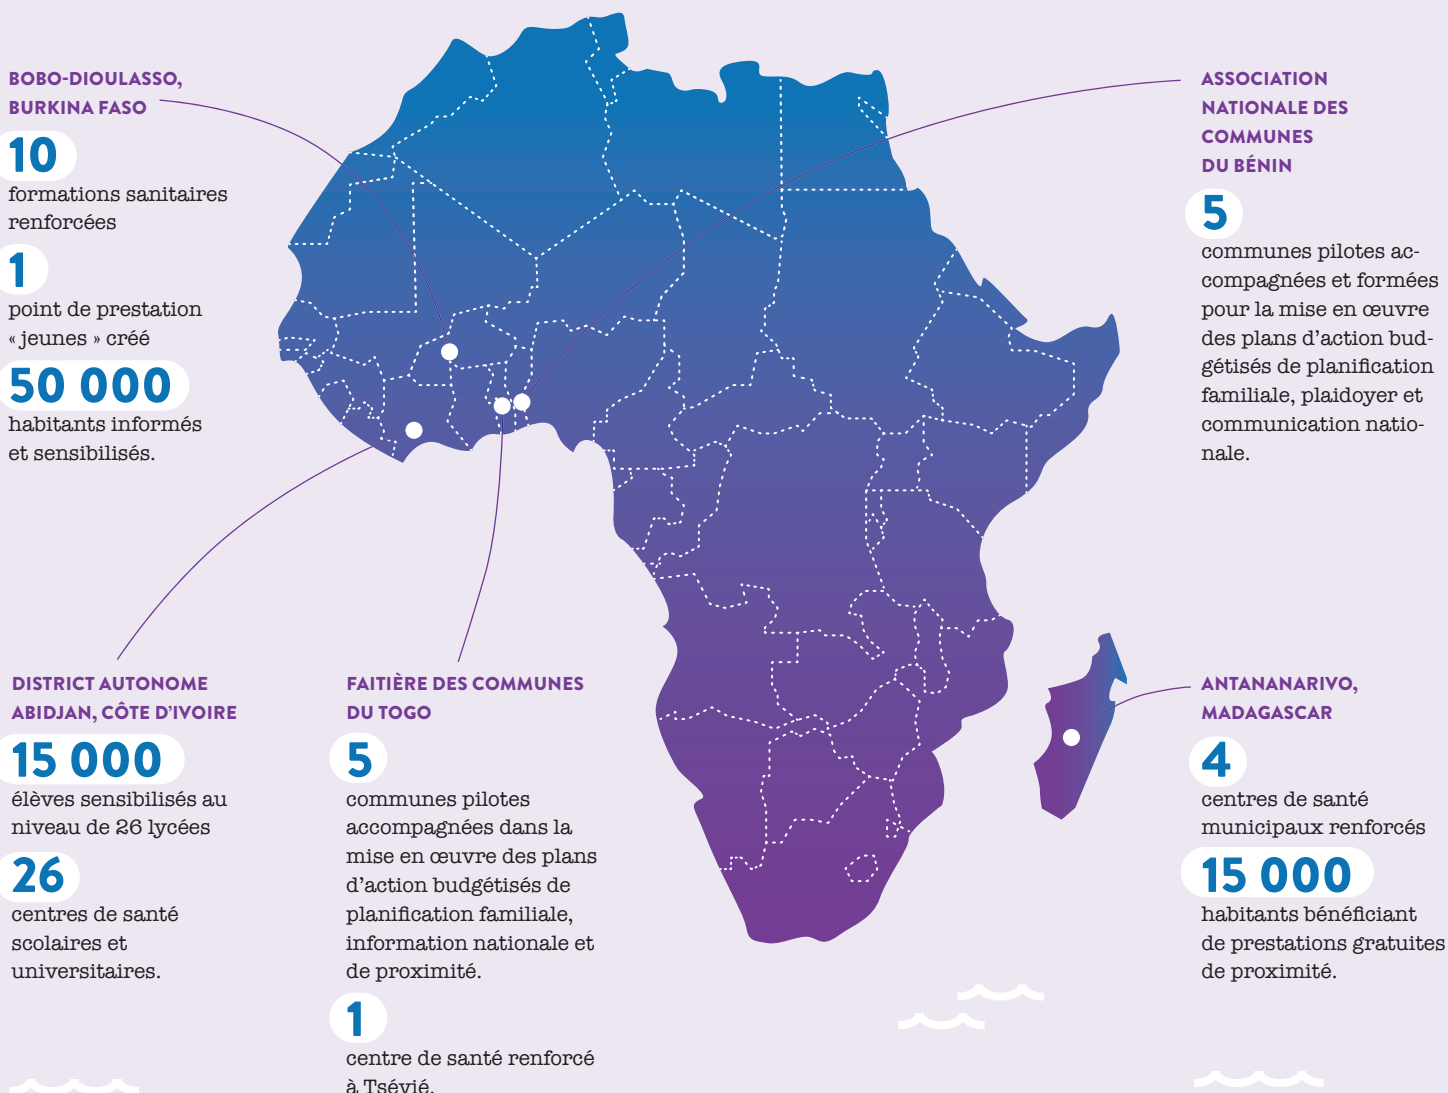 BOBO-DIOULASSO,
BURKINA FASO
10
formations sanitaires
renforcées
1
point de prestation
« jeunes » créé
50 000
habitants informés
et sensibilisés.
ASSOCIATION
NATIONALE DES
COMMUNES
DU BÉNIN
5
communes pilotes ac-
compagnées et formées
pour la mise en œuvre
des plans d’action bud-
gétisés de planification
familiale, plaidoyer et
communication natio-
nale.
DISTRICT AUTONOME
ABIDJAN, CÔTE D’IVOIRE
15 000
élèves sensibilisés au
niveau de 26 lycées
26
centres de santé
scolaires et
universitaires.
FAITIÈRE DES COMMUNES
DU TOGO
5
communes pilotes
accompagnées dans la
mise en œuvre des plans
d’action budgétisés de
planification familiale,
information nationale et
de proximité.
1
centre de santé renforcé
à Tsévié.
ANTANANARIVO,
MADAGASCAR
4
centres de santé
municipaux renforcés
15 000
habitants bénéficiant
de prestations gratuites
de proximité.